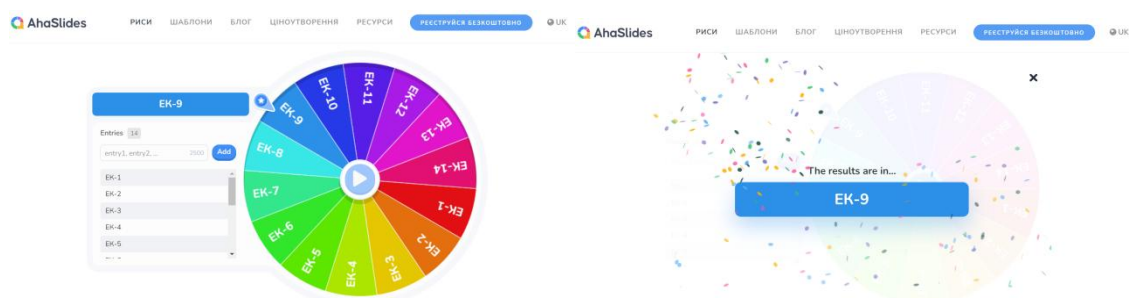 AhaSlides РИСИ ШАБЛОНИ БЛОГ ЦІНОУТВОРЕННЯ РЕСУРСИ РЕЄСТРУЙСЯ БЕЗКОШТОВНО UK
ЕК-9
Entries 14
entry1, entry2, ... 2500 Add
ЕК-1
ЕК-2
ЕК-3
ЕК-4
ЕК-5
ЕК-1
ЕК-2
ЕК-3
ЕК-4
ЕК-5
ЕК-6
ЕК-7
ЕК-8
ЕК-9
ЕК-10
ЕК-11
ЕК-12
ЕК-13
ЕК-14
AhaSlides РИСИ ШАБЛОНИ БЛОГ ЦІНОУТВОРЕННЯ РЕСУРСИ РЕЄСТРУЙСЯ БЕЗКОШТОВНО UK
The results are in...
ЕК-9